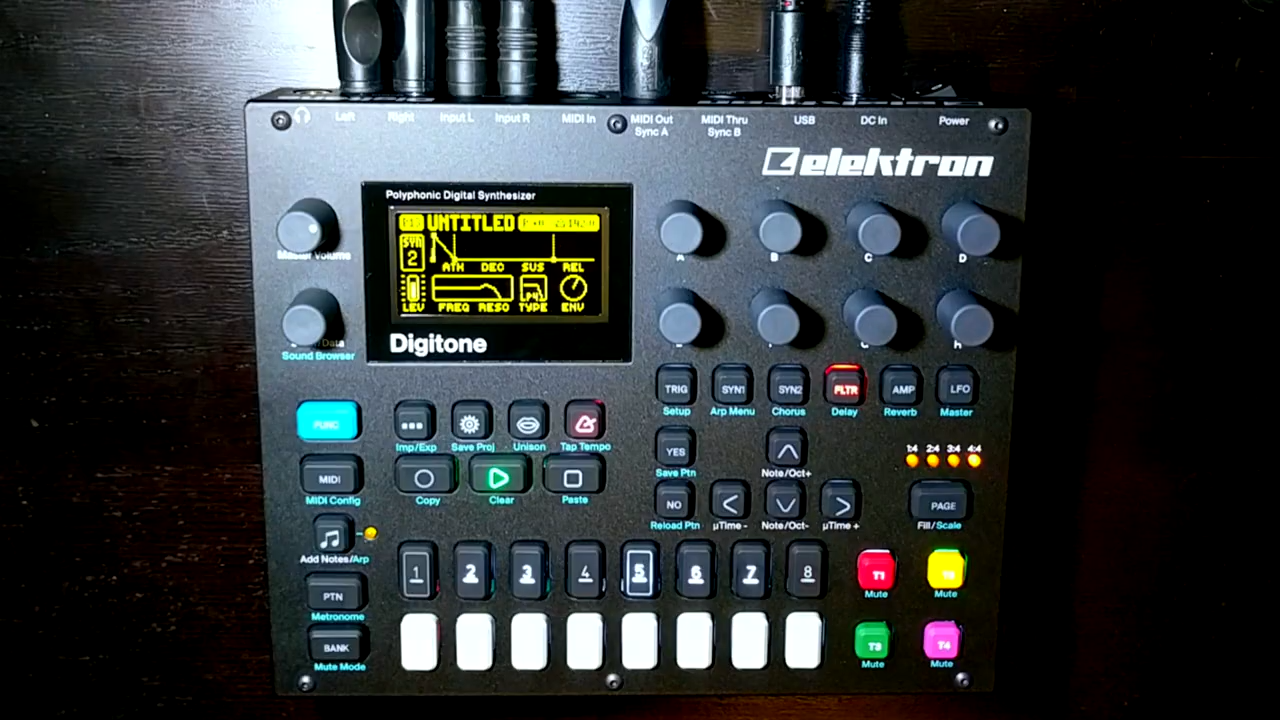 Left Right Input L Input R MIDI In MIDI Out MIDI Thru USB DC In Power
Sync A Sync B
elektron
Polyphonic Digital Synthesizer
UNTITLED
SYN
2
ATK DEC SUS REL
LEV FREQ RESO TYPE ENV
Digitone
Master Volume
Sound Browser
A B C D
H
TRIG SYN1 SYN2 FLTR AMP LFO
Setup Arp Menu Chorus Delay Reverb Master
FUNC
Imp/Exp Save Proj Unison Tap Tempo
YES
Save Ptn Note/Oct+
1:4 2:4 3:4 4:4
MIDI
MIDI Config Copy Clear Paste
NO PAGE
Reload Ptn µTime - Note/Oct- µTime + Fill/Scale
Add Notes/Arp
1 2 3 4 5 6 7 8 T1
Mute Mute
PTN
Metronome
BANK T3 T4
Mute Mode Mute Mute